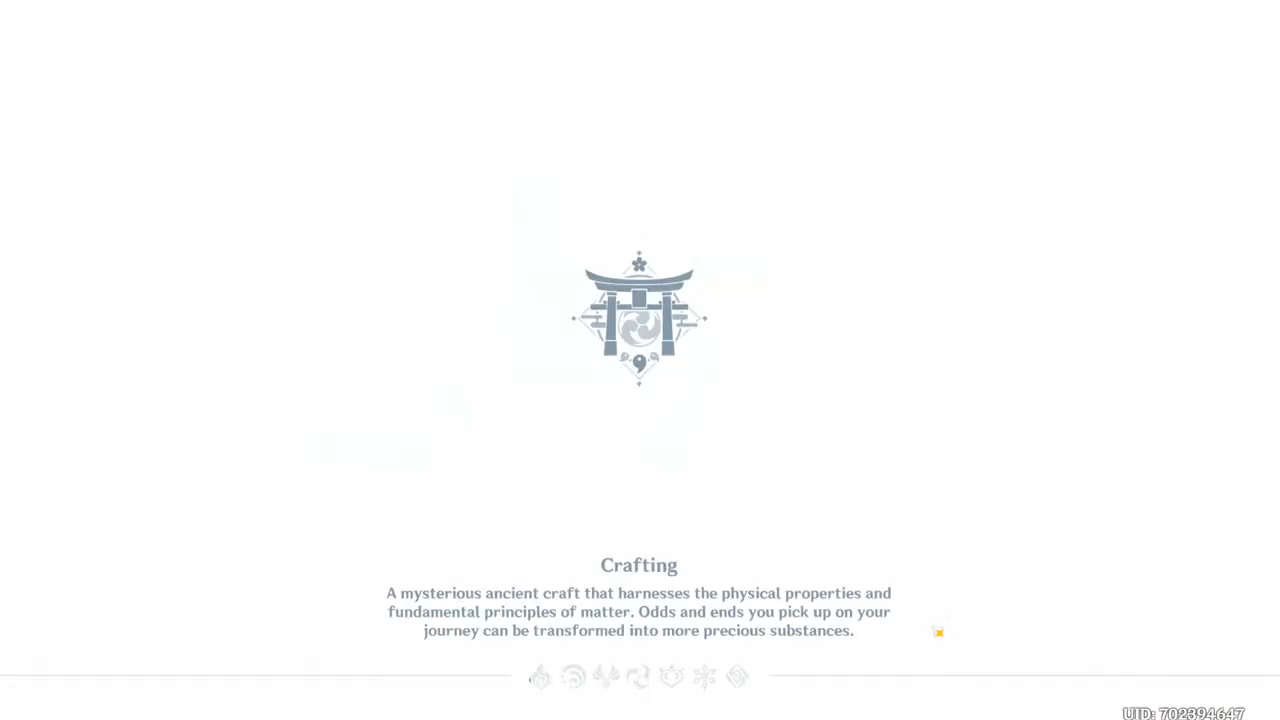 Crafting
A mysterious ancient craft that harnesses the physical properties and
fundamental principles of matter. Odds and ends you pick up on your
journey can be transformed into more precious substances.
UID: 702394647